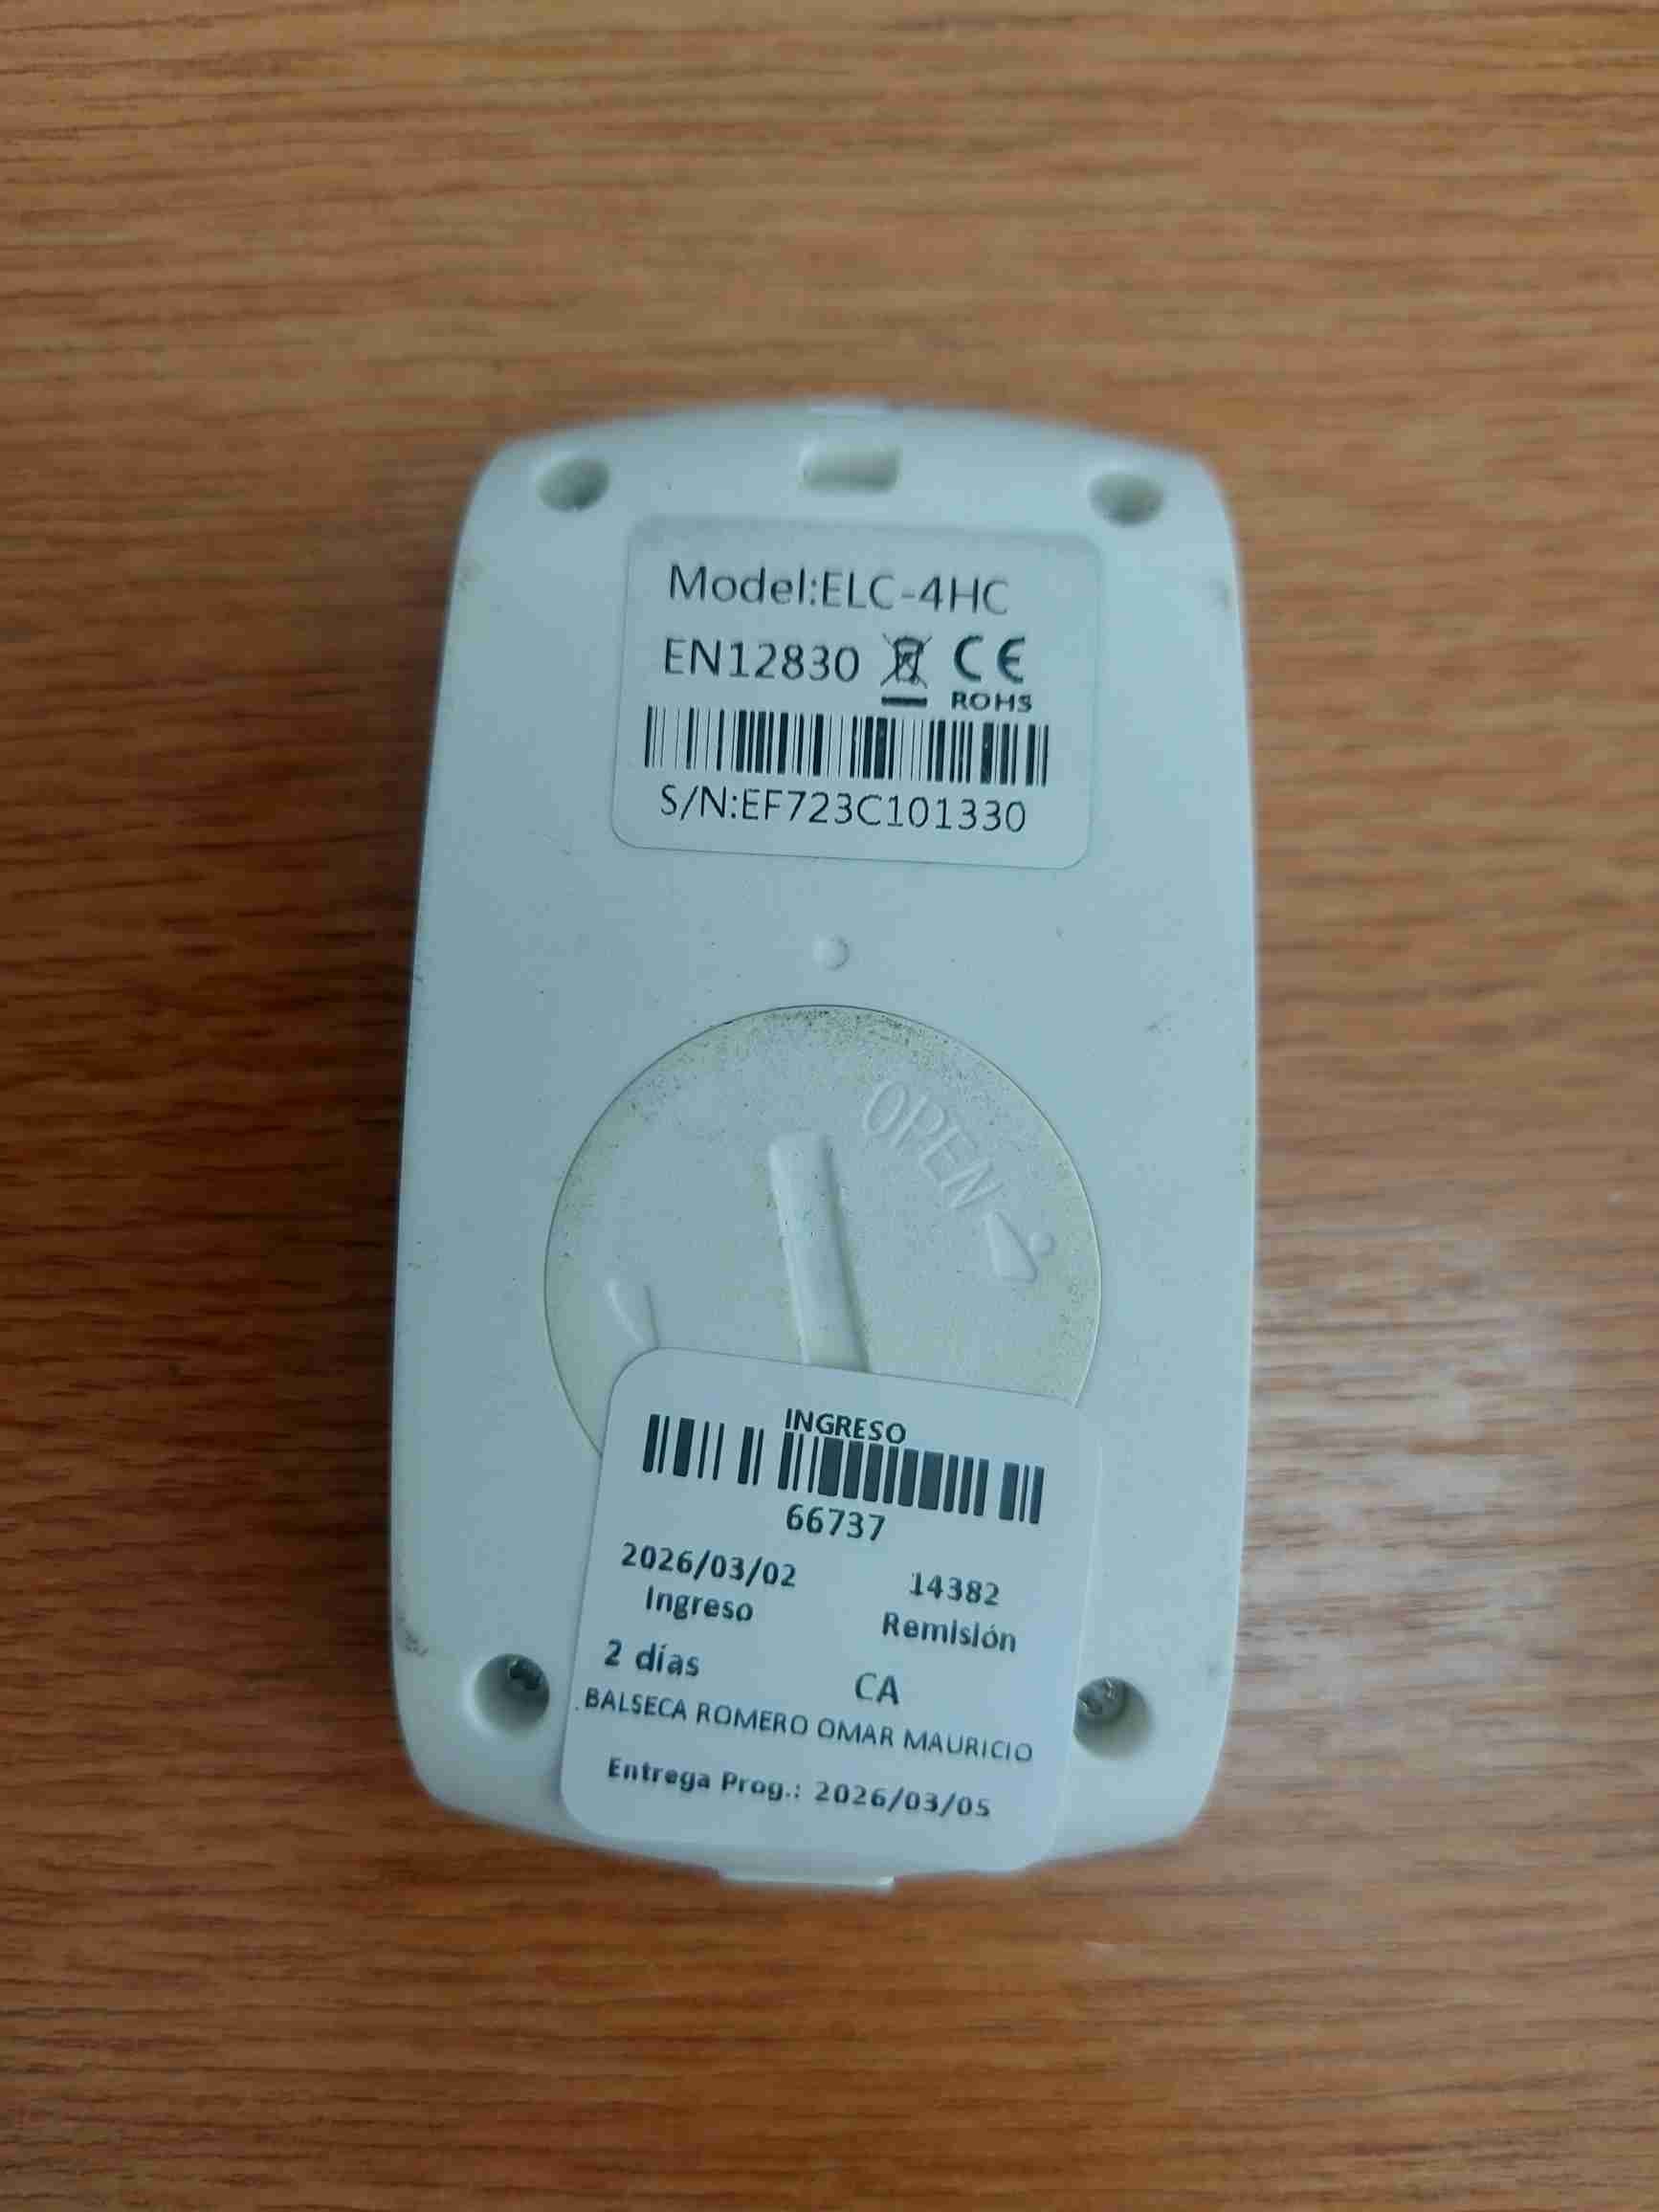 Model:ELC-4HC
EN12830 CE
ROHS
S/N:EF723C101330
OPEN
INGRESO
66737
2026/03/02 14382
Ingreso Remisión
2 días CA
BALSECA ROMERO OMAR MAURICIO
Entrega Prog.: 2026/03/05